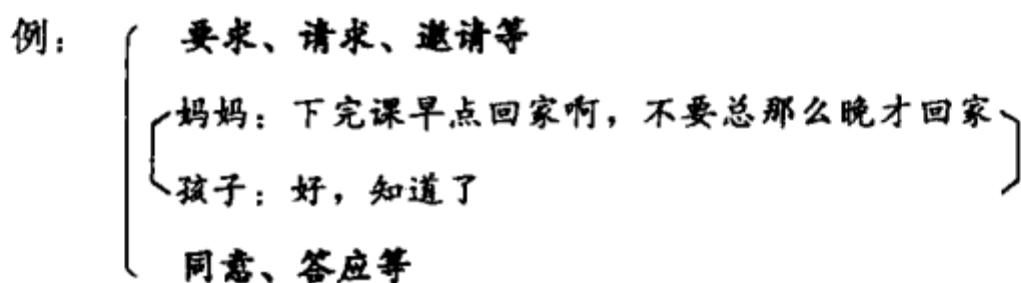 例： 要求、请求、邀请等
妈妈：下完课早点回家啊，不要总那么晚才回家
孩子：好，知道了
同意、答应等